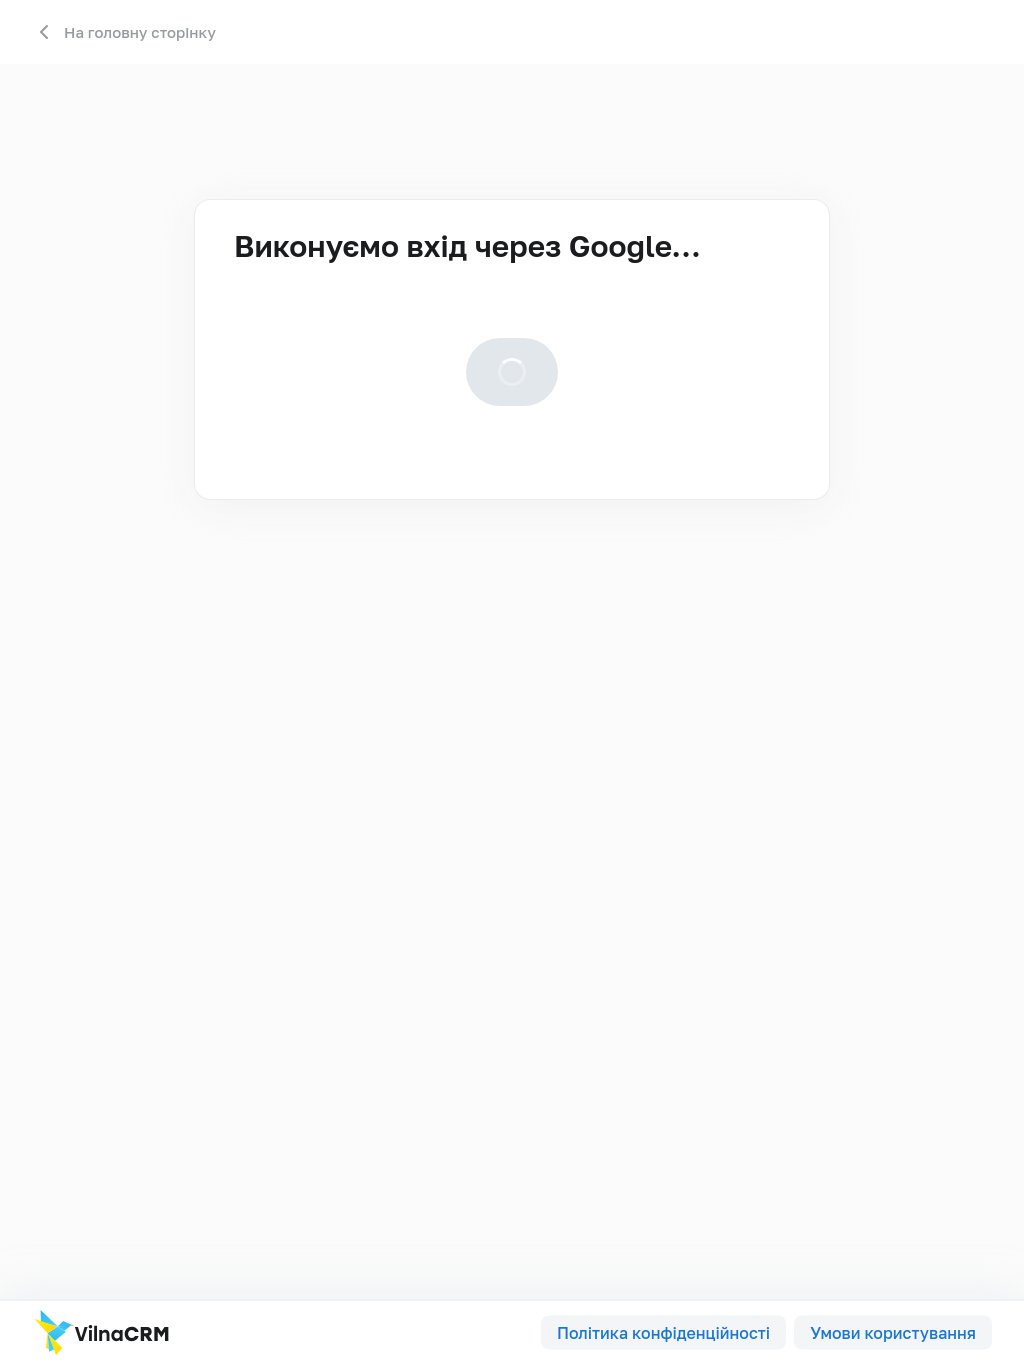 На головну сторінку
Виконуємо вхід через Google...
VilnaCRM
Політика конфіденційності
Умови користування